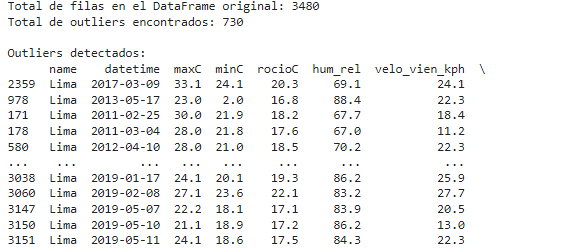 Total de filas en el DataFrame original: 3480
Total de outliers encontrados: 730
Outliers detectados:
name datetime maxC minC rocioC hum_rel velo_vien_kph \
2359 Lima 2017-03-09 33.1 24.1 20.3 69.1 24.1
978 Lima 2013-05-17 23.0 2.0 16.8 88.4 22.3
171 Lima 2011-02-25 30.0 21.9 18.2 67.7 18.4
178 Lima 2011-03-04 28.0 21.8 17.6 67.0 11.2
580 Lima 2012-04-10 28.0 21.0 18.5 70.2 22.3
... ... ... ... ... ... ... ...
3038 Lima 2019-01-17 24.1 20.1 19.3 86.2 25.9
3060 Lima 2019-02-08 27.1 23.6 22.1 83.2 27.7
3147 Lima 2019-05-07 22.2 18.1 17.1 83.9 20.5
3150 Lima 2019-05-10 21.1 18.9 17.2 86.2 13.0
3151 Lima 2019-05-11 24.1 18.6 17.5 84.3 22.3